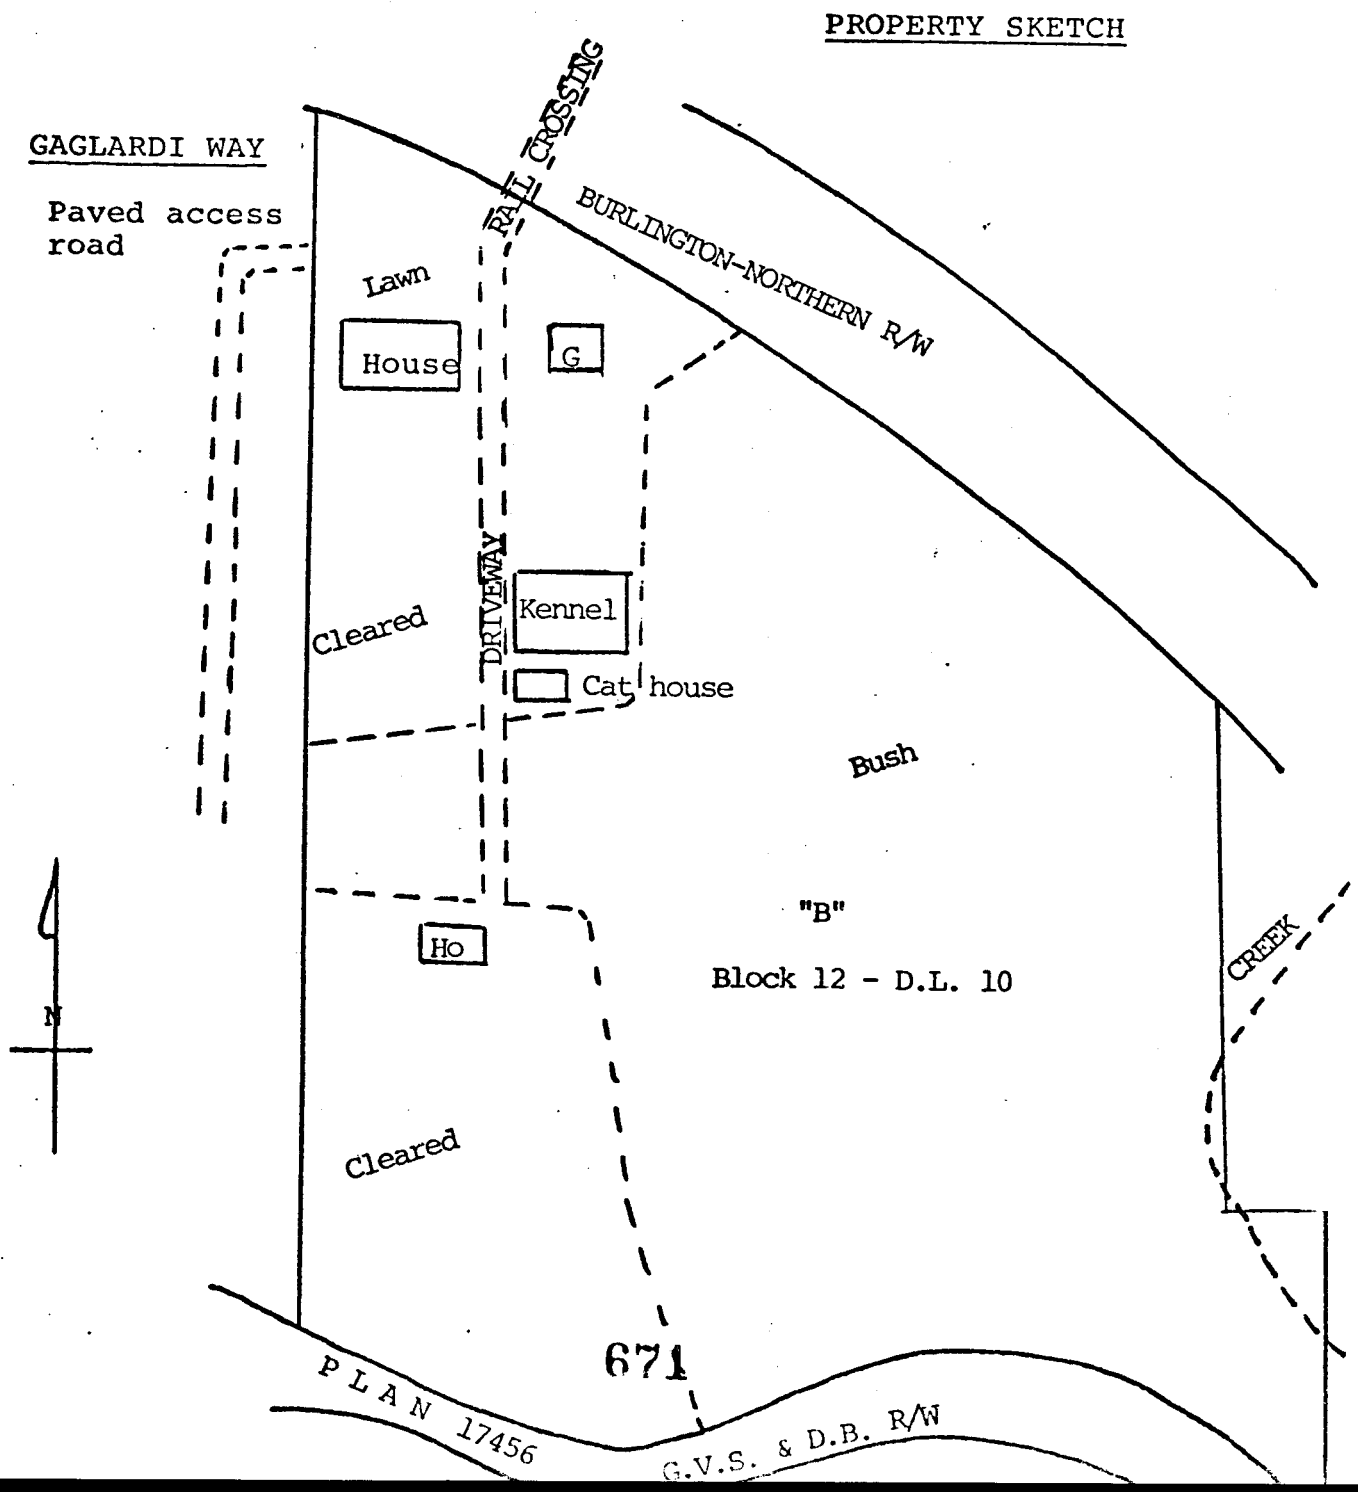 PROPERTY SKETCH
RAIL CROSSING
GAGLARDI WAY
Paved access
road
BURLINGTON-NORTHERN R/W
Lawn
House
G
DRIVEWAY
Kennel
Cleared
Cat house
Bush
"B"
CREEK
Ho
Block 12 - D.L. 10
N
Cleared
671
PLAN 17456
G.V.S. & D.B. R/W